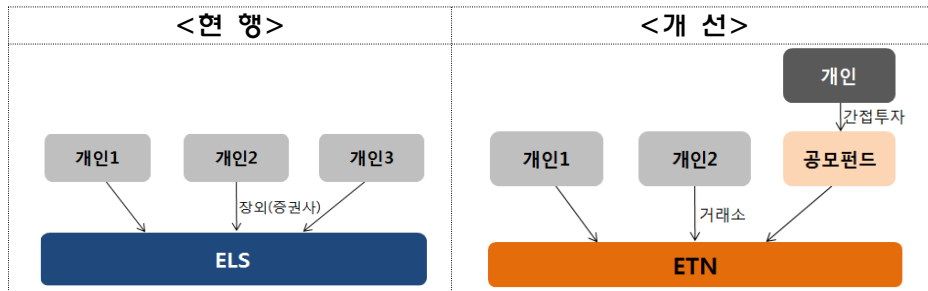 <현 행>
<개 선>
개인
간접투자
개인1
개인2
개인3
개인1
개인2
공모펀드
장외(증권사)
거래소
ELS
ETN